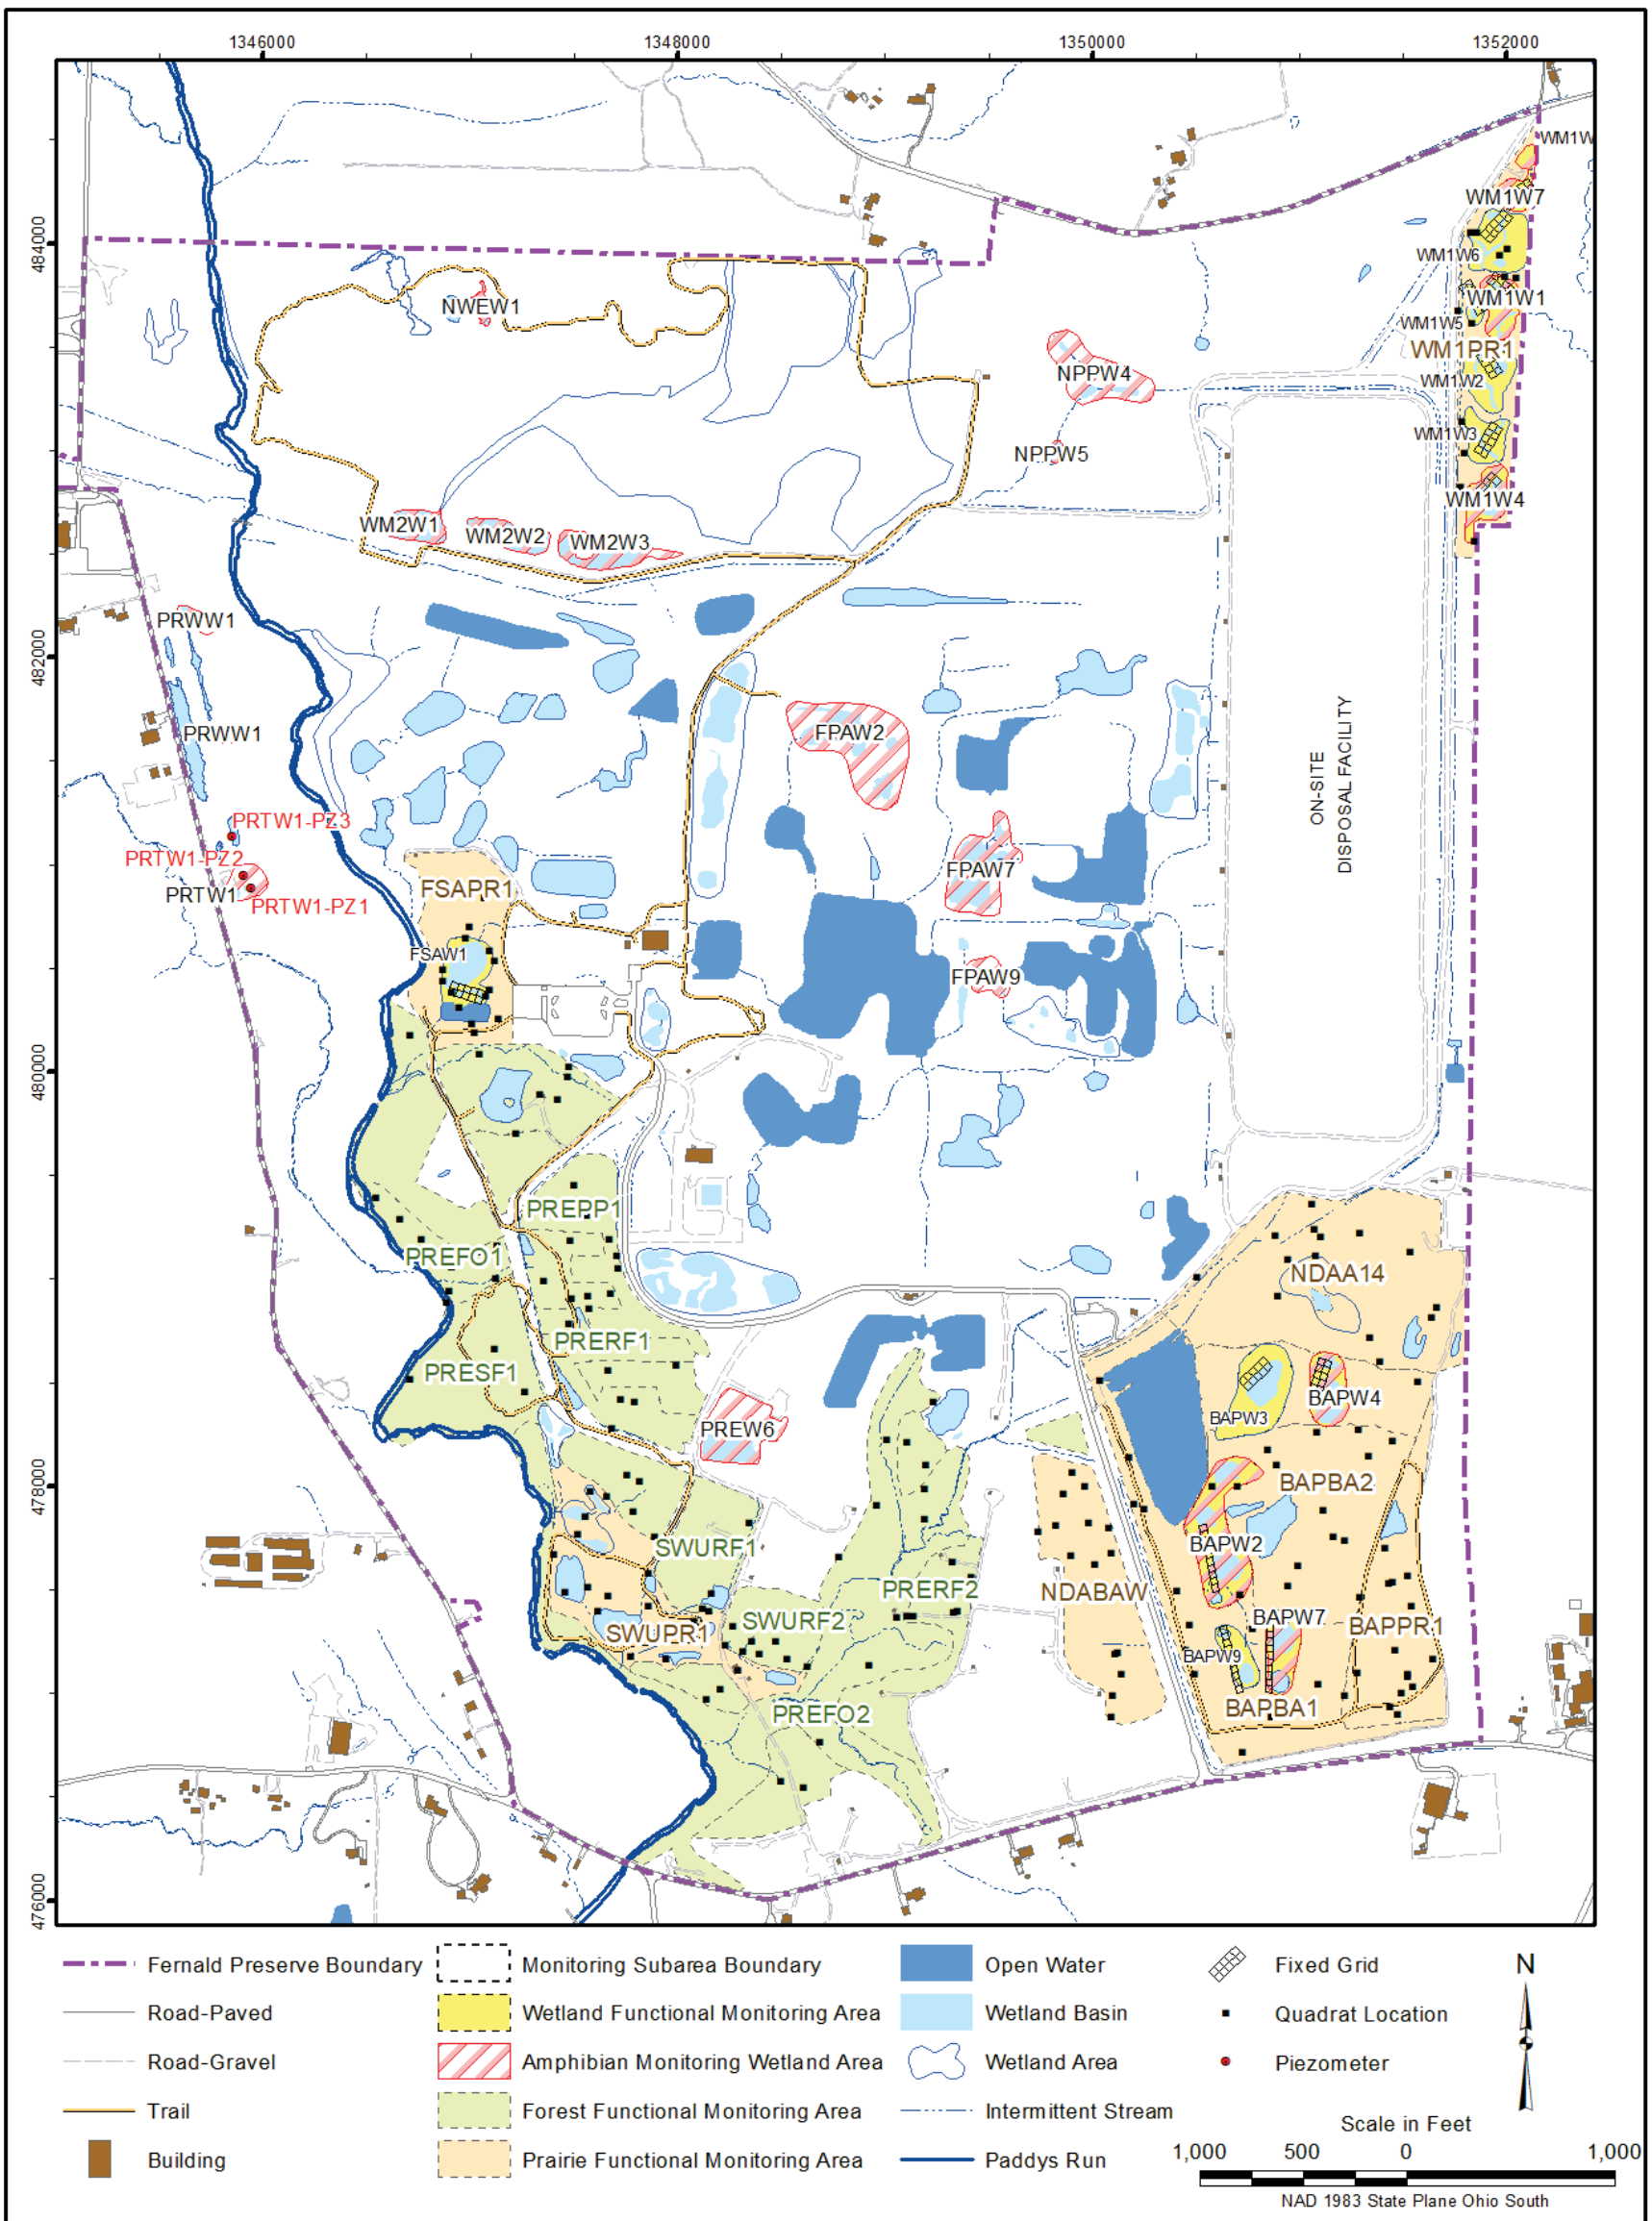 1346000
1348000
1350000
1352000
484000
482000
480000
478000
476000
WM1W
WM1W7
WM1W6
WM1W1
WM1W5
WM1PR1
WM1W2
WM1W3
WM1W4
NWEW1
NPPW4
NPPW5
WM2W1
WM2W2
WM2W3
PRWW1
PRWW1
FPAW2
ON-SITE
DISPOSAL FACILITY
PRTW1-PZ3
PRTW1-PZ2
PRTW1
PRTW1-PZ1
FSAPR1
FSAW1
FPAW7
FPAW9
PREPP1
PREFO1
NDAA14
PRERF1
PRESF1
PREW6
BAPW3
BAPW4
BAPBA2
SWURF1
BAPW2
PRERF2
NDABAW
SWURF2
SWUPR1
BAPW7
BAPPR1
BAPW9
PREFO2
BAPBA1
Fernald Preserve Boundary
Road-Paved
Road-Gravel
Trail
Building
Monitoring Subarea Boundary
Wetland Functional Monitoring Area
Amphibian Monitoring Wetland Area
Forest Functional Monitoring Area
Prairie Functional Monitoring Area
Open Water
Wetland Basin
Wetland Area
Intermittent Stream
Paddys Run
Fixed Grid
Quadrat Location
Piezometer
N
Scale in Feet
1,000 500 0 1,000
NAD 1983 State Plane Ohio South